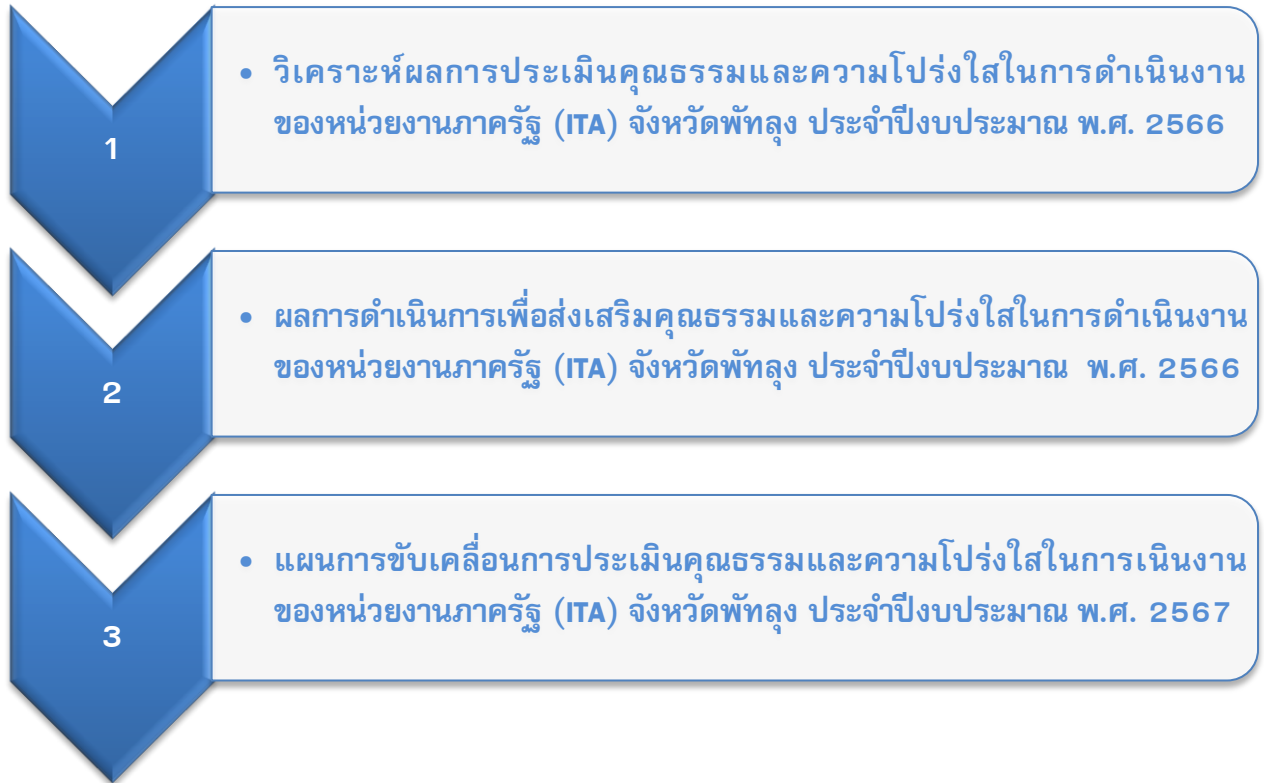 1
• วิเคราะห์ผลการประเมินคุณธรรมและความโปร่งใสในการดำเนินงาน
ของหน่วยงานภาครัฐ (ITA) จังหวัดพัทลุง ประจำปีงบประมาณ พ.ศ. 2566
2
• ผลการดำเนินการเพื่อส่งเสริมคุณธรรมและความโปร่งใสในการดำเนินงาน
ของหน่วยงานภาครัฐ (ITA) จังหวัดพัทลุง ประจำปีงบประมาณ พ.ศ. 2566
3
• แผนการขับเคลื่อนการประเมินคุณธรรมและความโปร่งใสในการเนินงาน
ของหน่วยงานภาครัฐ (ITA) จังหวัดพัทลุง ประจำปีงบประมาณ พ.ศ. 2567